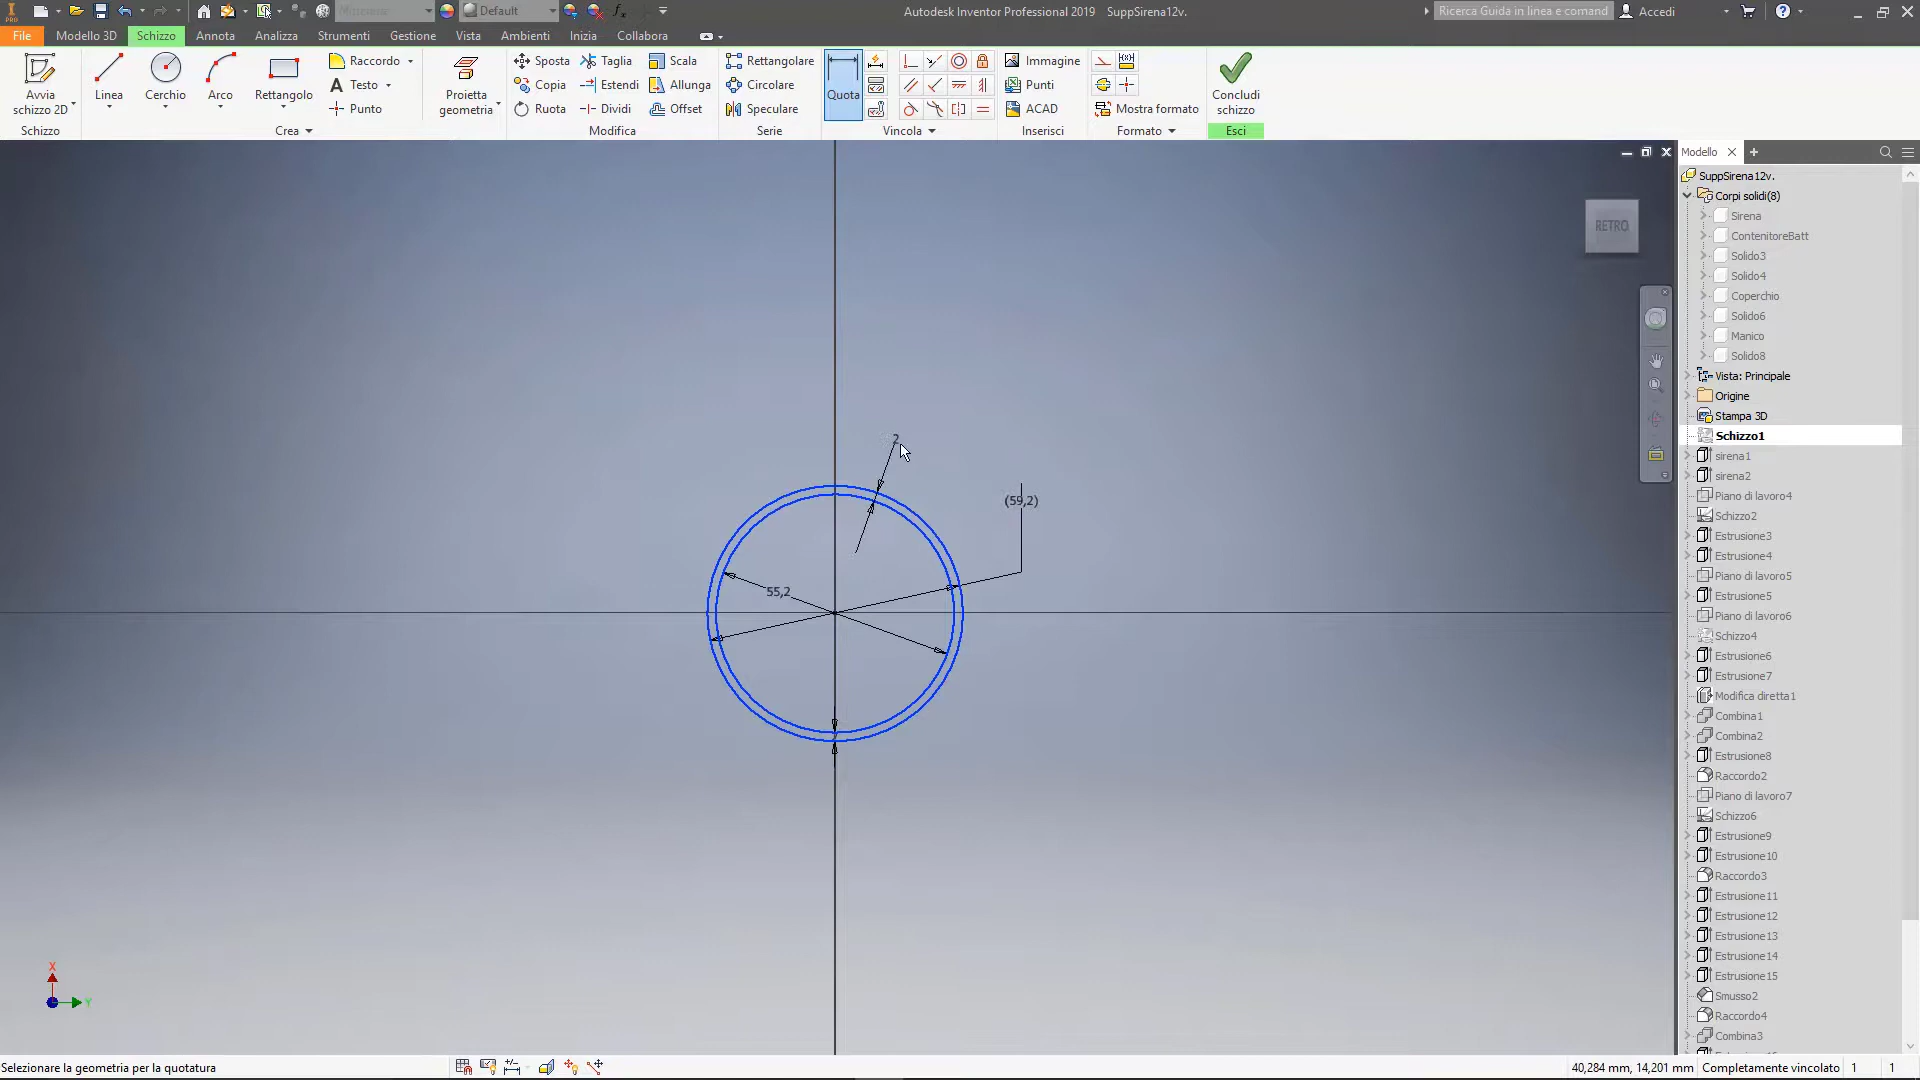 Materiale
Default
Autodesk Inventor Professional 2019 SuppSirena12v.
Ricerca Guida in linea e comand
Accedi
File Modello 3D Schizzo Annota Analizza Strumenti Gestione Vista Ambienti Inizia Collabora
Avvia schizzo 2D
Schizzo
Linea
Cerchio
Arco
Rettangolo
Raccordo
Testo
Punto
Crea
Proietta geometria
Sposta
Copia
Ruota
Taglia
Estendi
Dividi
Scala
Allunga
Offset
Modifica
Rettangolare
Circolare
Speculare
Serie
Quota
Vincola
Immagine
Punti
ACAD
Inserisci
Mostra formato
Formato
Concludi schizzo
Esci
RETRO
2
(59,2)
55,2
X
Y
Modello
SuppSirena12v.
Corpi solidi(8)
Sirena
ContenitoreBatt
Solido3
Solido4
Coperchio
Solido6
Manico
Solido8
Vista: Principale
Origine
Stampa 3D
Schizzo1
sirena1
sirena2
Piano di lavoro4
Schizzo2
Estrusione3
Estrusione4
Piano di lavoro5
Estrusione5
Piano di lavoro6
Schizzo4
Estrusione6
Estrusione7
Modifica diretta1
Combina1
Combina2
Estrusione8
Raccordo2
Piano di lavoro7
Schizzo6
Estrusione9
Estrusione10
Raccordo3
Estrusione11
Estrusione12
Estrusione13
Estrusione14
Estrusione15
Smusso2
Raccordo4
Combina3
Selezionare la geometria per la quotatura
40,284 mm, 14,201 mm Completamente vincolato 1 1